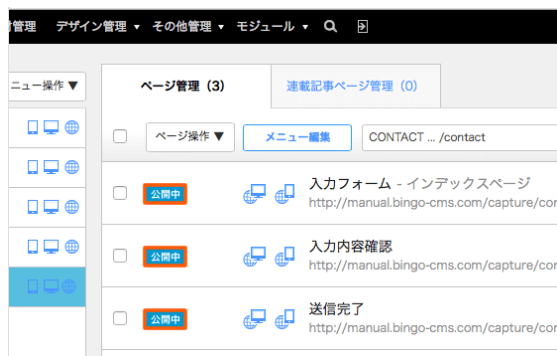 管理 デザイン管理 ▼ その他管理 ▼ モジュール ▼
ニュー操作 ▼
ページ管理（3） 連載記事ページ管理（0）
ページ操作 ▼ メニュー編集 CONTACT ... /contact
公開中 入力フォーム - インデックスページ
http://manual.bingo-cms.com/capture/cor
公開中 入力内容確認
http://manual.bingo-cms.com/capture/cor
公開中 送信完了
http://manual.bingo-cms.com/capture/cor